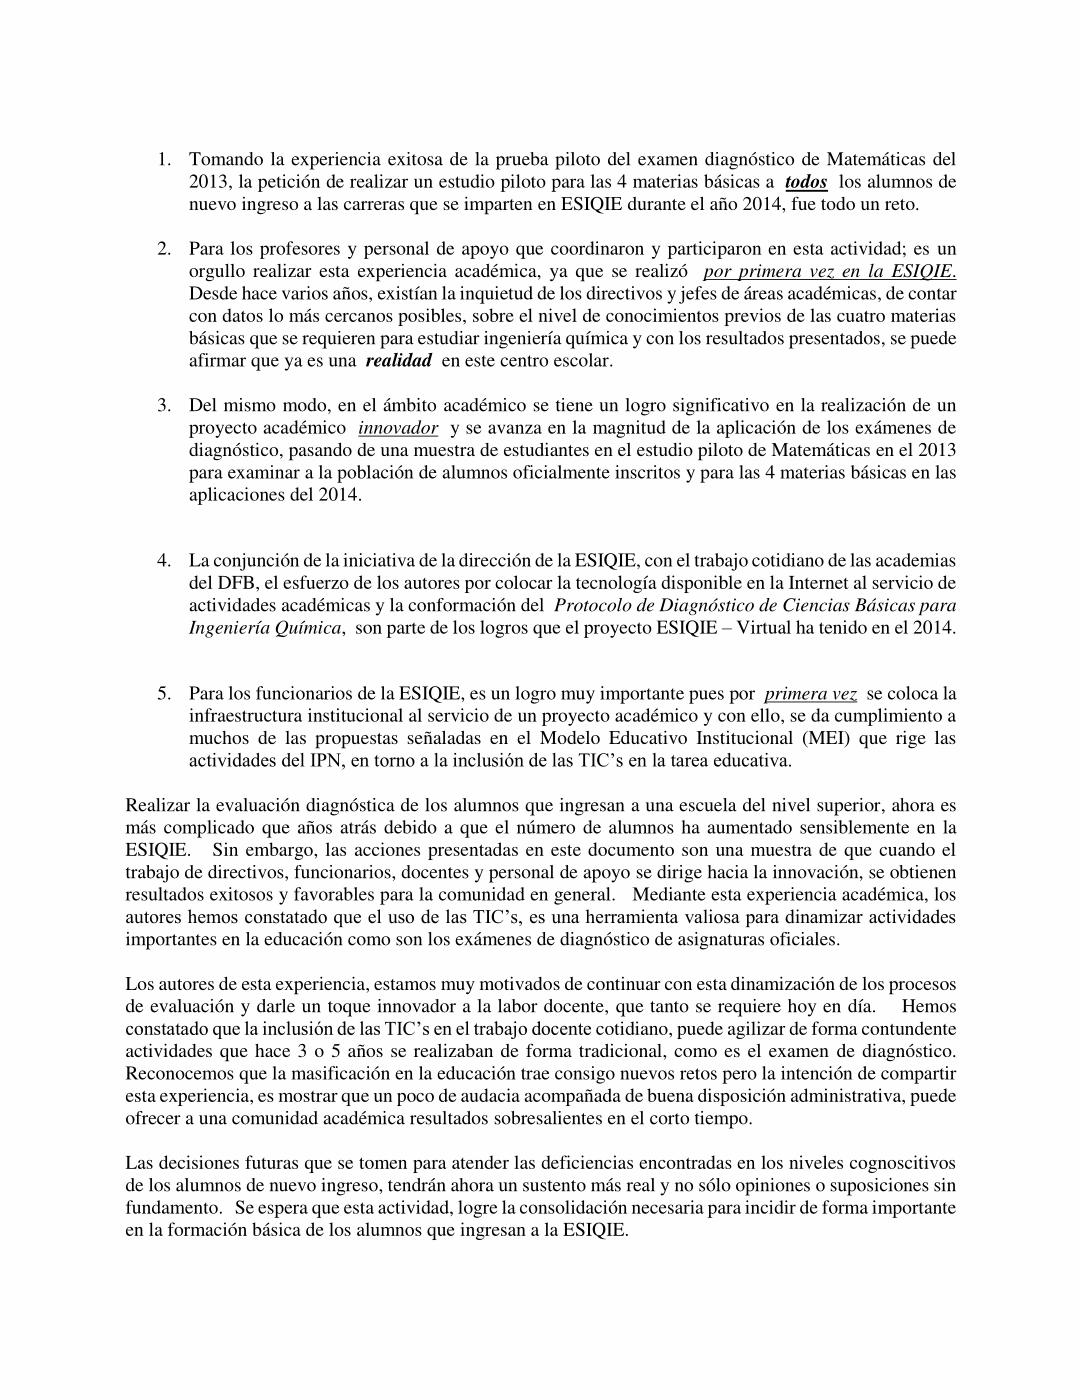 1. Tomando la experiencia exitosa de la prueba piloto del examen diagnóstico de Matemáticas del
2013, la petición de realizar un estudio piloto para las 4 materias básicas a todos los alumnos de
nuevo ingreso a las carreras que se imparten en ESIQIE durante el año 2014, fue todo un reto.
2. Para los profesores y personal de apoyo que coordinaron y participaron en esta actividad; es un
orgullo realizar esta experiencia académica, ya que se realizó por primera vez en la ESIQIE.
Desde hace varios años, existían la inquietud de los directivos y jefes de áreas académicas, de contar
con datos lo más cercanos posibles, sobre el nivel de conocimientos previos de las cuatro materias
básicas que se requieren para estudiar ingeniería química y con los resultados presentados, se puede
afirmar que ya es una realidad en este centro escolar.
3. Del mismo modo, en el ámbito académico se tiene un logro significativo en la realización de un
proyecto académico innovador y se avanza en la magnitud de la aplicación de los exámenes de
diagnóstico, pasando de una muestra de estudiantes en el estudio piloto de Matemáticas en el 2013
para examinar a la población de alumnos oficialmente inscritos y para las 4 materias básicas en las
aplicaciones del 2014.
4. La conjunción de la iniciativa de la dirección de la ESIQIE, con el trabajo cotidiano de las academias
del DFB, el esfuerzo de los autores por colocar la tecnología disponible en la Internet al servicio de
actividades académicas y la conformación del Protocolo de Diagnóstico de Ciencias Básicas para
Ingeniería Química, son parte de los logros que el proyecto ESIQIE – Virtual ha tenido en el 2014.
5. Para los funcionarios de la ESIQIE, es un logro muy importante pues por primera vez se coloca la
infraestructura institucional al servicio de un proyecto académico y con ello, se da cumplimiento a
muchos de las propuestas señaladas en el Modelo Educativo Institucional (MEI) que rige las
actividades del IPN, en torno a la inclusión de las TIC’s en la tarea educativa.
Realizar la evaluación diagnóstica de los alumnos que ingresan a una escuela del nivel superior, ahora es
más complicado que años atrás debido a que el número de alumnos ha aumentado sensiblemente en la
ESIQIE. Sin embargo, las acciones presentadas en este documento son una muestra de que cuando el
trabajo de directivos, funcionarios, docentes y personal de apoyo se dirige hacia la innovación, se obtienen
resultados exitosos y favorables para la comunidad en general. Mediante esta experiencia académica, los
autores hemos constatado que el uso de las TIC’s, es una herramienta valiosa para dinamizar actividades
importantes en la educación como son los exámenes de diagnóstico de asignaturas oficiales.
Los autores de esta experiencia, estamos muy motivados de continuar con esta dinamización de los procesos
de evaluación y darle un toque innovador a la labor docente, que tanto se requiere hoy en día. Hemos
constatado que la inclusión de las TIC’s en el trabajo docente cotidiano, puede agilizar de forma contundente
actividades que hace 3 o 5 años se realizaban de forma tradicional, como es el examen de diagnóstico.
Reconocemos que la masificación en la educación trae consigo nuevos retos pero la intención de compartir
esta experiencia, es mostrar que un poco de audacia acompañada de buena disposición administrativa, puede
ofrecer a una comunidad académica resultados sobresalientes en el corto tiempo.
Las decisiones futuras que se tomen para atender las deficiencias encontradas en los niveles cognoscitivos
de los alumnos de nuevo ingreso, tendrán ahora un sustento más real y no sólo opiniones o suposiciones sin
fundamento. Se espera que esta actividad, logre la consolidación necesaria para incidir de forma importante
en la formación básica de los alumnos que ingresan a la ESIQIE.